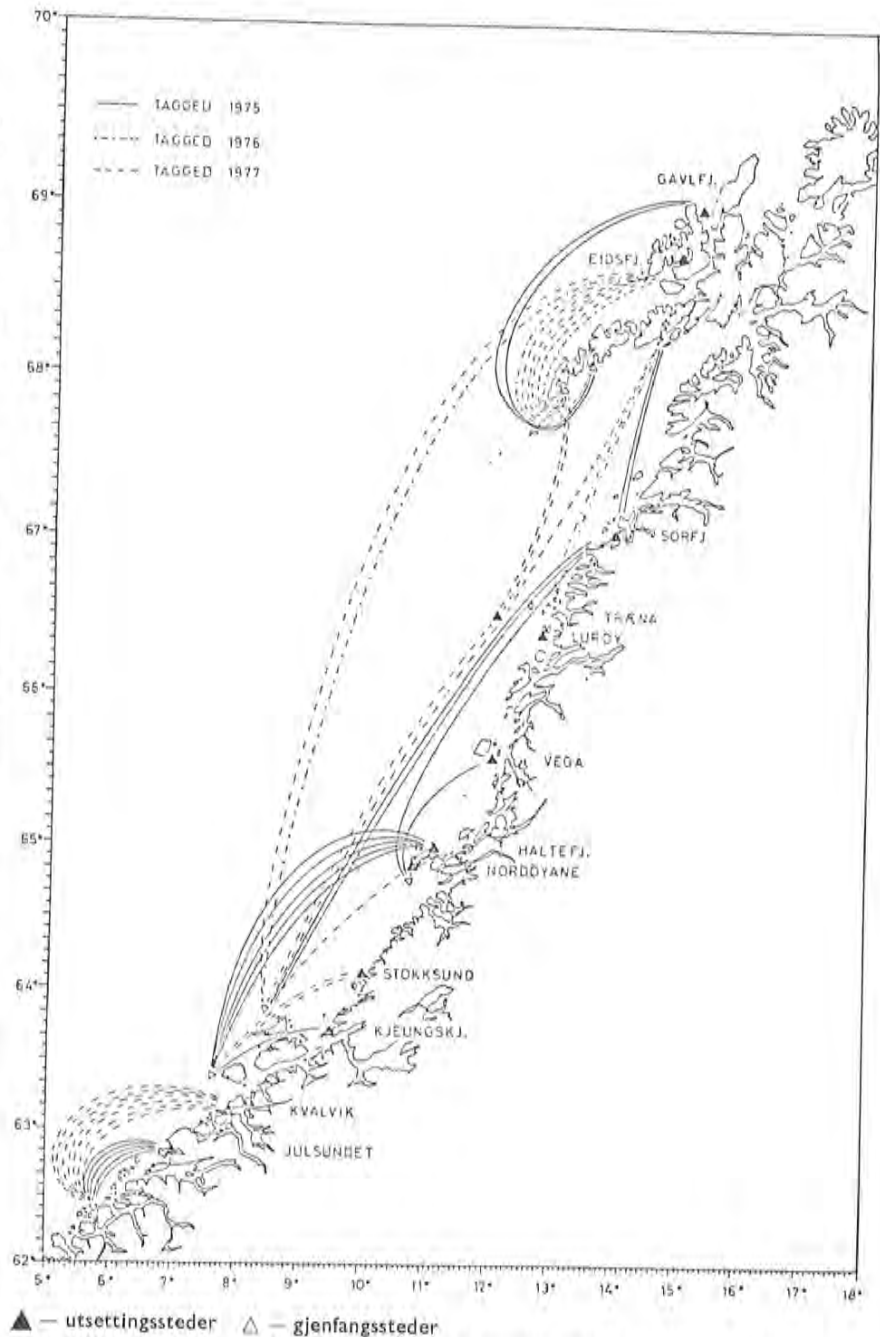 70°
TAGGED 1975
TAGGED 1976
TAGGED 1977
69°
GAVLFJ.
EIDSFJ.
68°
67°
SORFJ
TRÆNA
LURÖY
66°
VEGA
65°
HALTEFJ.
NORDÖYANE
64°
STOKKSUND
KJEUNGSKJ.
63°
KVALVIK
JULSUNDET
62°
5° 6° 7° 8° 9° 10° 11° 12° 13° 14° 15° 16° 17° 18°
▲ — utsettingssteder △ — gjenfangssteder